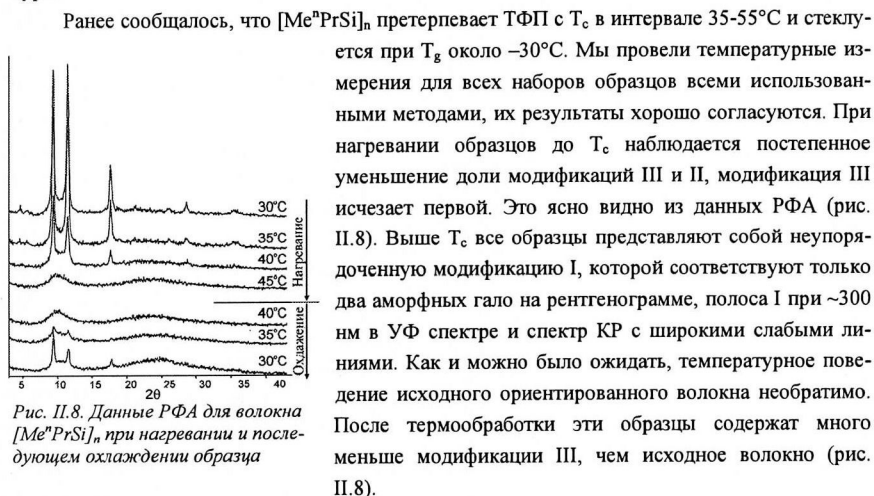 Ранее сообщалось, что [MeⁿPrSi]ₙ претерпевает ТФП с Tc в интервале 35-55°С и стеклу-
ется при Tg около –30°С. Мы провели температурные из-
мерения для всех наборов образцов всеми использован-
ными методами, их результаты хорошо согласуются. При
нагревании образцов до Tc наблюдается постепенное
уменьшение доли модификаций III и II, модификация III
исчезает первой. Это ясно видно из данных РФА (рис.
II.8). Выше Tc все образцы представляют собой неупоря-
доченную модификацию I, которой соответствуют только
два аморфных гало на рентгенограмме, полоса I при ~300
нм в УФ спектре и спектр КР с широкими слабыми ли-
ниями. Как и можно было ожидать, температурное пове-
дение исходного ориентированного волокна необратимо.
После термообработки эти образцы содержат много
меньше модификации III, чем исходное волокно (рис.
II.8).
30°C
35°C
40°C
45°C
Нагревание
40°C
35°C
30°C
Охдажение
5 10 15 20 25 30 35 40
2θ
Рис. II.8. Данные РФА для волокна
[MeⁿPrSi]ₙ при нагревании и после-
дующем охлаждении образца